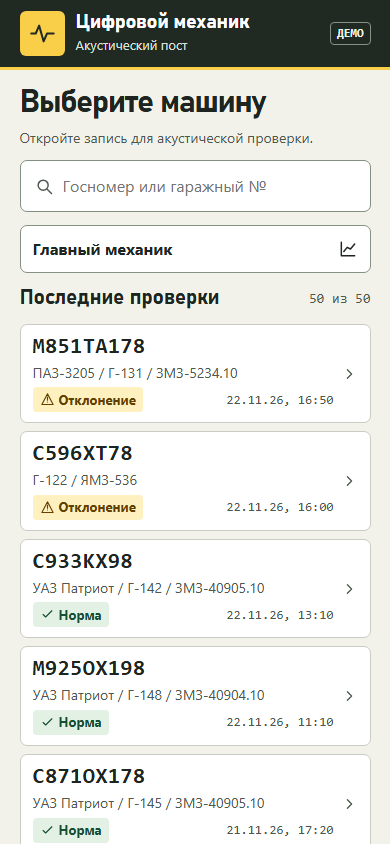 Цифровой механик
Акустический пост
ДЕМО
Выберите машину
Откройте запись для акустической проверки.
Госномер или гаражный №
Главный механик
Последние проверки
50 из 50
М851ТА178
ПАЗ-3205 / Г-131 / ЗМЗ-5234.10
Отклонение
22.11.26, 16:50
С596ХТ78
Г-122 / ЯМЗ-536
Отклонение
22.11.26, 16:00
С933КХ98
УАЗ Патриот / Г-142 / ЗМЗ-40905.10
Норма
22.11.26, 13:10
М925ОХ198
УАЗ Патриот / Г-148 / ЗМЗ-40904.10
Норма
22.11.26, 11:10
С871ОХ178
УАЗ Патриот / Г-145 / ЗМЗ-40905.10
Норма
21.11.26, 17:20